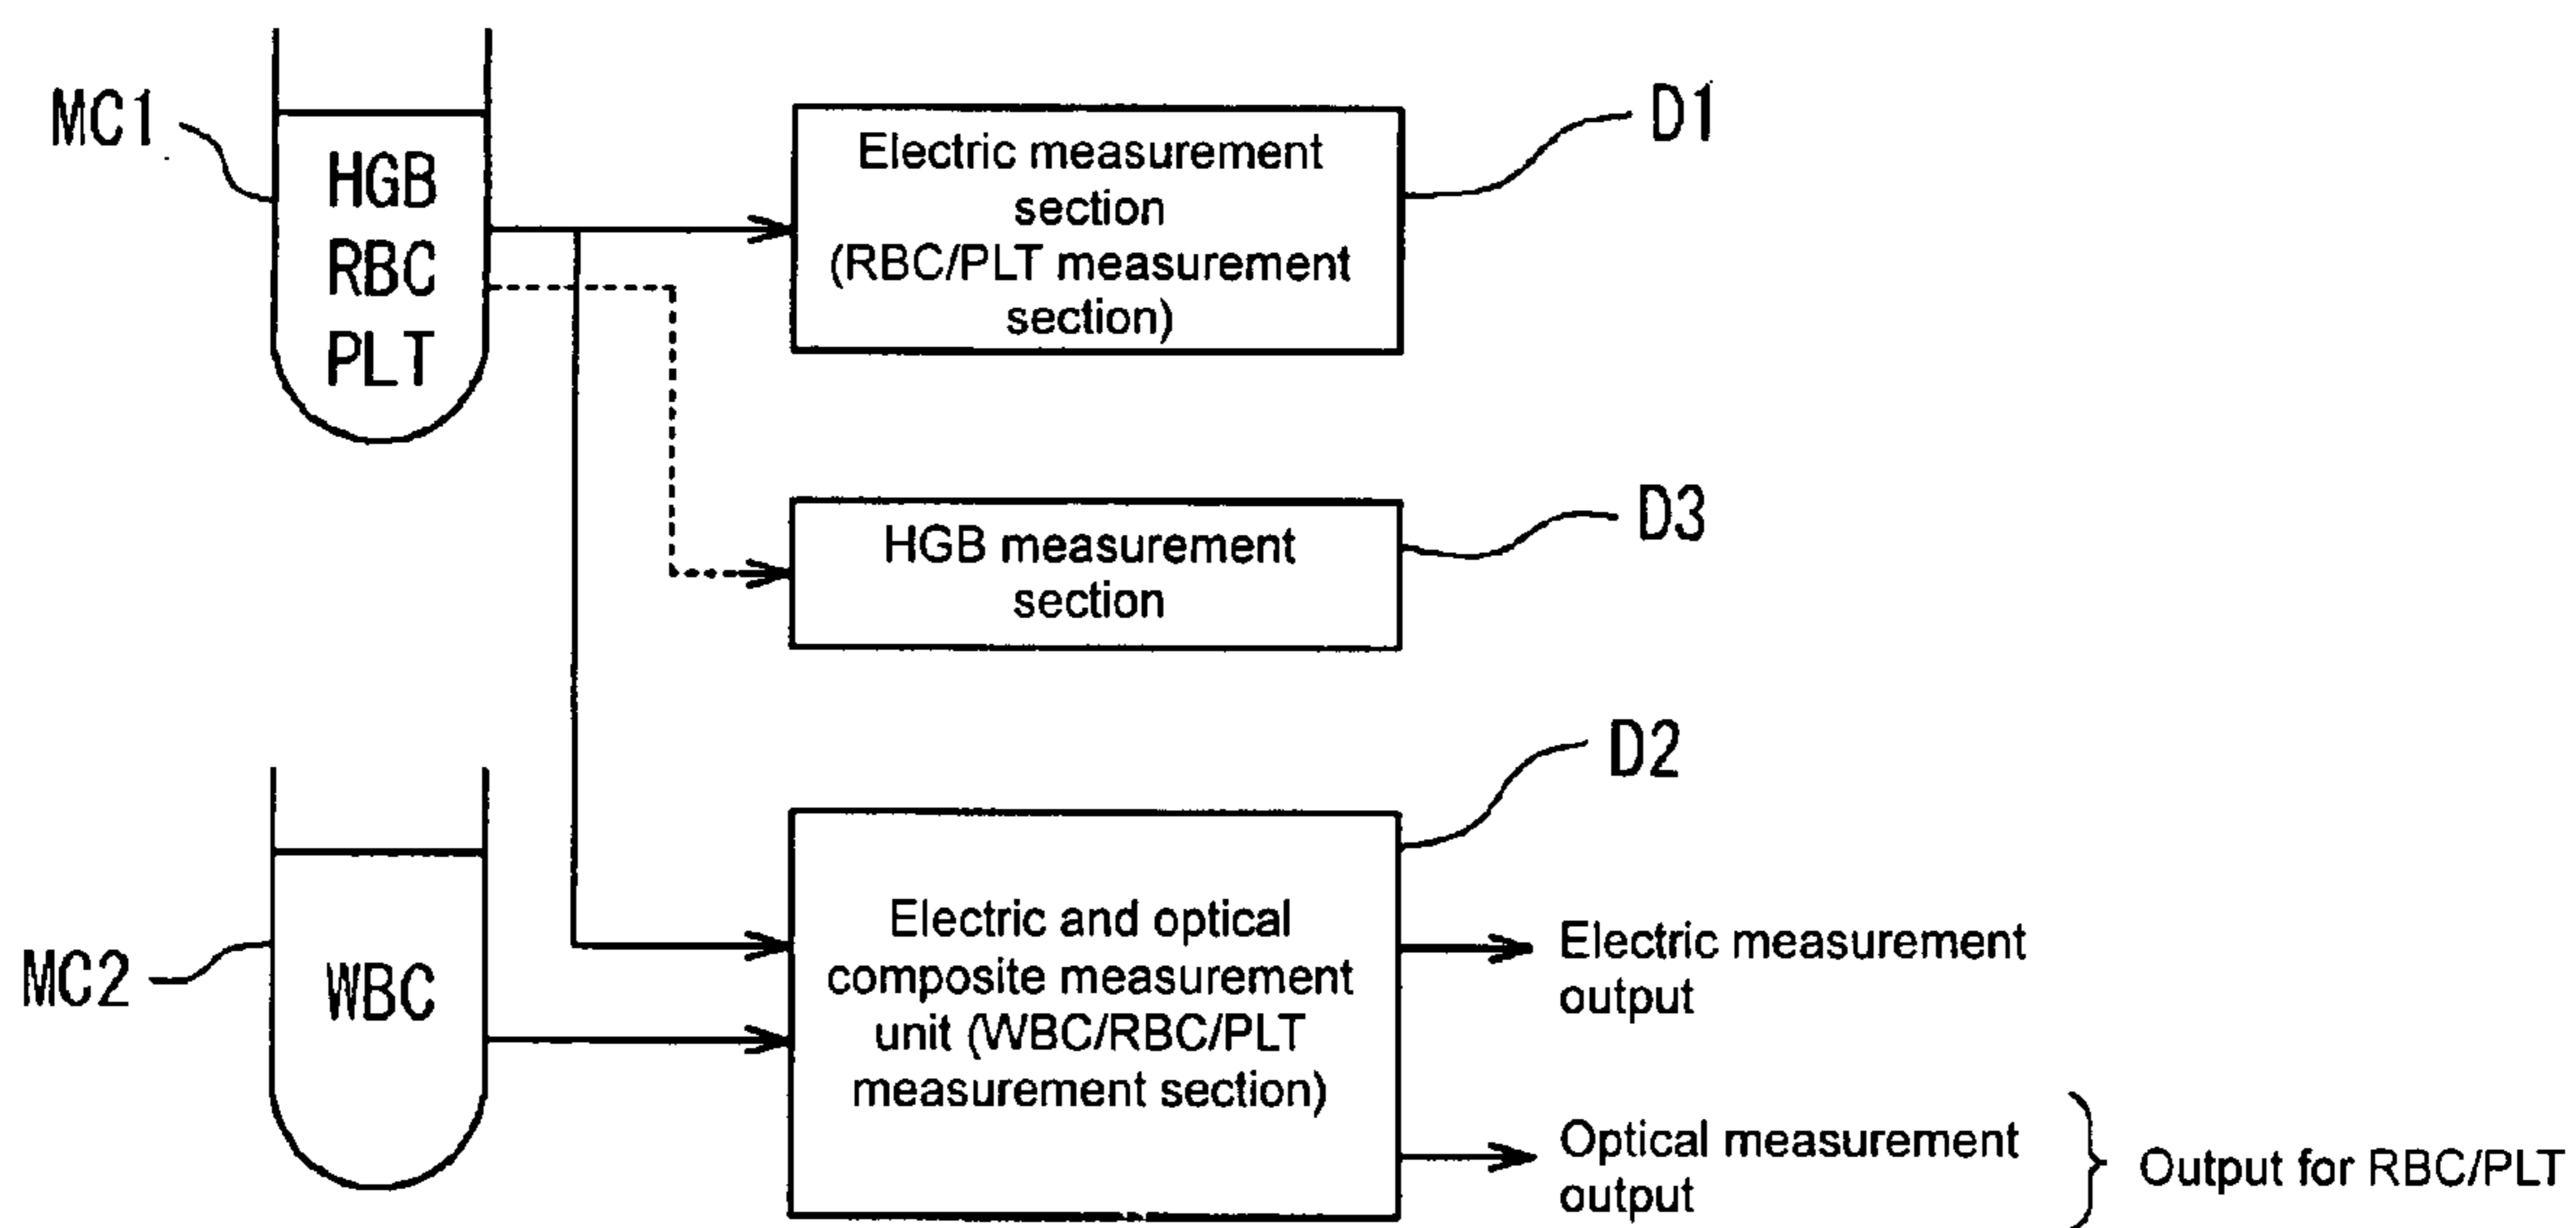 MC1
HGB
RBC
PLT
Electric measurement
section
(RBC/PLT measurement
section)
D1
HGB measurement
section
D3
MC2
WBC
Electric and optical
composite measurement
unit (WBC/RBC/PLT
measurement section)
D2
Electric measurement
output
Optical measurement
output
Output for RBC/PLT